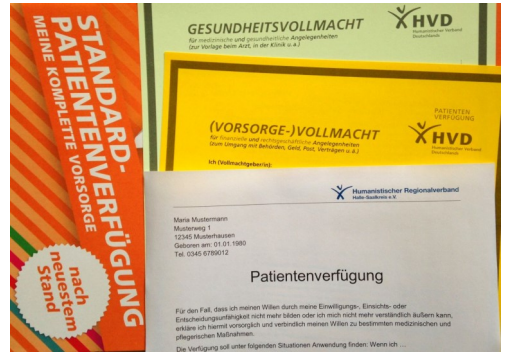 STANDARD-
PATIENTENVERFÜGUNG
MEINE KOMPLETTE VORSORGE
nach
neuestem
Stand
GESUNDHEITSVOLLMACHT
für medizinische und gesundheitliche Angelegenheiten
(zur Vorlage beim Arzt, in der Klinik u. a.)
HVD
Humanistischer Verband
Deutschlands
PATIENTEN
VERFÜGUNG
HVD
Humanistischer Verband
Deutschlands
(VORSORGE-)VOLLMACHT
für finanzielle und rechtsgeschäftliche Angelegenheiten
(zum Umgang mit Behörden, Geld, Post, Verträgen u. a.)
Ich (Vollmachtgeber/in):
Humanistischer Regionalverband
Halle-Saalkreis e.V.
Maria Mustermann
Musterweg 1
12345 Musterhausen
Geboren am: 01.01.1980
Tel. 0345 6789012
Patientenverfügung
Für den Fall, dass ich meinen Willen durch meine Einwilligungs-, Einsichts- oder
Entscheidungsunfähigkeit nicht mehr bilden oder ich mich nicht mehr verständlich äußern kann,
erkläre ich hiermit vorsorglich und verbindlich meinen Willen zu bestimmten medizinischen und
pflegerischen Maßnahmen.
Die Verfügung soll unter folgenden Situationen Anwendung finden: Wenn ich ...